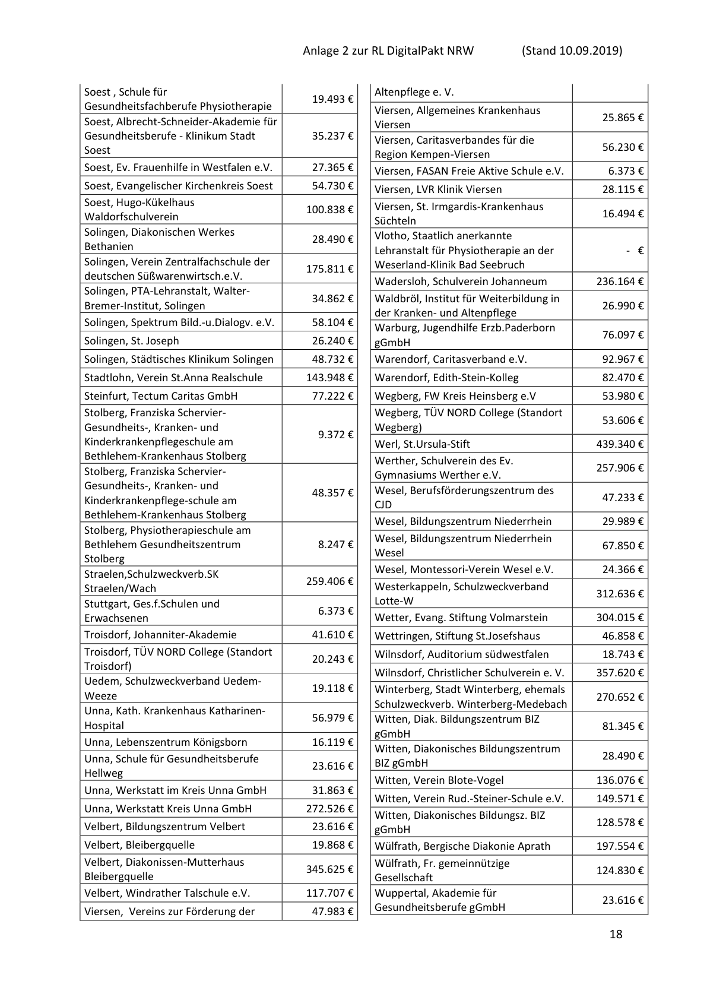 Anlage 2 zur RL DigitalPakt NRW (Stand 10.09.2019)
Soest , Schule für
Gesundheitsfachberufe Physiotherapie 19.493 €
Soest, Albrecht-Schneider-Akademie für
Gesundheitsberufe - Klinikum Stadt 35.237 €
Soest
Soest, Ev. Frauenhilfe in Westfalen e.V. 27.365 €
Soest, Evangelischer Kirchenkreis Soest 54.730 €
Soest, Hugo-Kükelhaus
Waldorfschulverein 100.838 €
Solingen, Diakonischen Werkes
Bethanien 28.490 €
Solingen, Verein Zentralfachschule der
deutschen Süßwarenwirtsch.e.V. 175.811 €
Solingen, PTA-Lehranstalt, Walter-
Bremer-Institut, Solingen 34.862 €
Solingen, Spektrum Bild.-u.Dialogv. e.V. 58.104 €
Solingen, St. Joseph 26.240 €
Solingen, Städtisches Klinikum Solingen 48.732 €
Stadtlohn, Verein St.Anna Realschule 143.948 €
Steinfurt, Tectum Caritas GmbH 77.222 €
Stolberg, Franziska Schervier-
Gesundheits-, Kranken- und
Kinderkrankenpflegeschule am 9.372 €
Bethlehem-Krankenhaus Stolberg
Stolberg, Franziska Schervier-
Gesundheits-, Kranken- und
Kinderkrankenpflege-schule am 48.357 €
Bethlehem-Krankenhaus Stolberg
Stolberg, Physiotherapieschule am
Bethlehem Gesundheitszentrum 8.247 €
Stolberg
Straelen,Schulzweckverb.SK
Straelen/Wach 259.406 €
Stuttgart, Ges.f.Schulen und
Erwachsenen 6.373 €
Troisdorf, Johanniter-Akademie 41.610 €
Troisdorf, TÜV NORD College (Standort
Troisdorf) 20.243 €
Uedem, Schulzweckverband Uedem-
Weeze 19.118 €
Unna, Kath. Krankenhaus Katharinen-
Hospital 56.979 €
Unna, Lebenszentrum Königsborn 16.119 €
Unna, Schule für Gesundheitsberufe
Hellweg 23.616 €
Unna, Werkstatt im Kreis Unna GmbH 31.863 €
Unna, Werkstatt Kreis Unna GmbH 272.526 €
Velbert, Bildungszentrum Velbert 23.616 €
Velbert, Bleibergquelle 19.868 €
Velbert, Diakonissen-Mutterhaus
Bleibergquelle 345.625 €
Velbert, Windrather Talschule e.V. 117.707 €
Viersen, Vereins zur Förderung der 47.983 €
Altenpflege e. V.
Viersen, Allgemeines Krankenhaus
Viersen 25.865 €
Viersen, Caritasverbandes für die
Region Kempen-Viersen 56.230 €
Viersen, FASAN Freie Aktive Schule e.V. 6.373 €
Viersen, LVR Klinik Viersen 28.115 €
Viersen, St. Irmgardis-Krankenhaus
Süchteln 16.494 €
Vlotho, Staatlich anerkannte
Lehranstalt für Physiotherapie an der - €
Weserland-Klinik Bad Seebruch
Wadersloh, Schulverein Johanneum 236.164 €
Waldbröl, Institut für Weiterbildung in
der Kranken- und Altenpflege 26.990 €
Warburg, Jugendhilfe Erzb.Paderborn
gGmbH 76.097 €
Warendorf, Caritasverband e.V. 92.967 €
Warendorf, Edith-Stein-Kolleg 82.470 €
Wegberg, FW Kreis Heinsberg e.V 53.980 €
Wegberg, TÜV NORD College (Standort
Wegberg) 53.606 €
Werl, St.Ursula-Stift 439.340 €
Werther, Schulverein des Ev.
Gymnasiums Werther e.V. 257.906 €
Wesel, Berufsförderungszentrum des
CJD 47.233 €
Wesel, Bildungszentrum Niederrhein 29.989 €
Wesel, Bildungszentrum Niederrhein
Wesel 67.850 €
Wesel, Montessori-Verein Wesel e.V. 24.366 €
Westerkappeln, Schulzweckverband
Lotte-W 312.636 €
Wetter, Evang. Stiftung Volmarstein 304.015 €
Wettringen, Stiftung St.Josefshaus 46.858 €
Wilnsdorf, Auditorium südwestfalen 18.743 €
Wilnsdorf, Christlicher Schulverein e. V. 357.620 €
Winterberg, Stadt Winterberg, ehemals
Schulzweckverb. Winterberg-Medebach 270.652 €
Witten, Diak. Bildungszentrum BIZ
gGmbH 81.345 €
Witten, Diakonisches Bildungszentrum
BIZ gGmbH 28.490 €
Witten, Verein Blote-Vogel 136.076 €
Witten, Verein Rud.-Steiner-Schule e.V. 149.571 €
Witten, Diakonisches Bildungsz. BIZ
gGmbH 128.578 €
Wülfrath, Bergische Diakonie Aprath 197.554 €
Wülfrath, Fr. gemeinnützige
Gesellschaft 124.830 €
Wuppertal, Akademie für
Gesundheitsberufe gGmbH 23.616 €
18